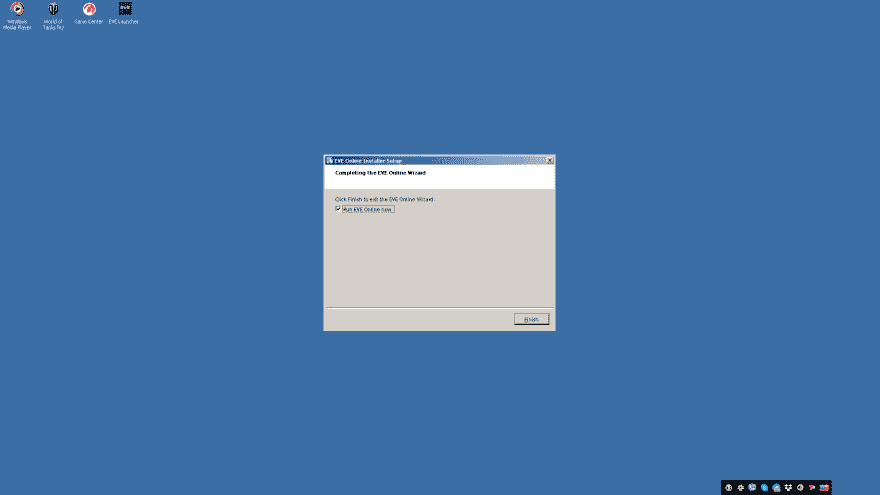 Windows
Media Player
World of
Tanks
Game Center
EVE Launcher
EVE Online Installer Setup
Completing the EVE Online Wizard
Click Finish to exit the EVE Online Wizard.
Run EVE Online now
Finish